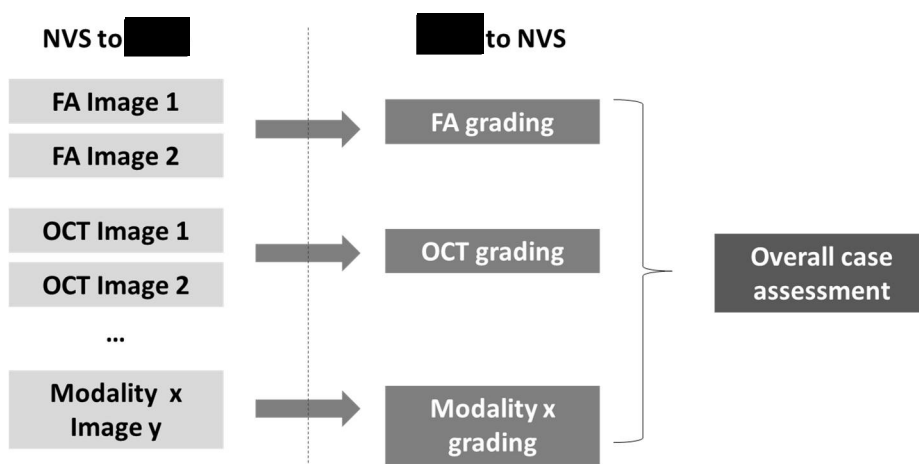 NVS to
to NVS
FA Image 1
FA Image 2
FA grading
OCT Image 1
OCT Image 2
OCT grading
...
Modality x
Image y
Modality x
grading
Overall case
assessment